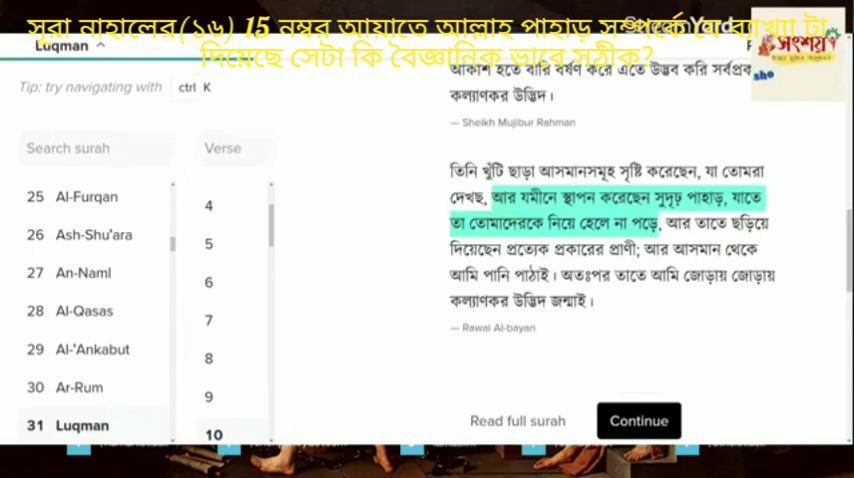 সূরা নাহালের(১৬) 15 নম্বর আয়াতে আল্লাহ পাহাড় সম্পর্কে যে ব্যাখ্যা টা
দিয়েছে সেটা কি বৈজ্ঞানিক ভাবে সঠীক?
Luqman
Tip: try navigating with ctrl K
Search surah
Verse
25 Al-Furqan
26 Ash-Shu'ara
27 An-Naml
28 Al-Qasas
29 Al-'Ankabut
30 Ar-Rum
31 Luqman
4
5
6
7
8
9
10
আকাশ হতে বারি বর্ষণ করে এতে উদ্ভব করি সর্বপ্রক
কল্যাণকর উদ্ভিদ।
— Sheikh Mujibur Rahman
তিনি খুঁটি ছাড়া আসমানসমূহ সৃষ্টি করেছেন, যা তোমরা
দেখছ, আর যমীনে স্থাপন করেছেন সুদৃঢ় পাহাড়, যাতে
তা তোমাদেরকে নিয়ে হেলে না পড়ে, আর তাতে ছড়িয়ে
দিয়েছেন প্রত্যেক প্রকারের প্রাণী; আর আসমান থেকে
আমি পানি পাঠাই। অতঃপর তাতে আমি জোড়ায় জোড়ায়
কল্যাণকর উদ্ভিদ জন্মাই।
— Rawai Al-bayan
Read full surah
Continue
সংশয়
sho